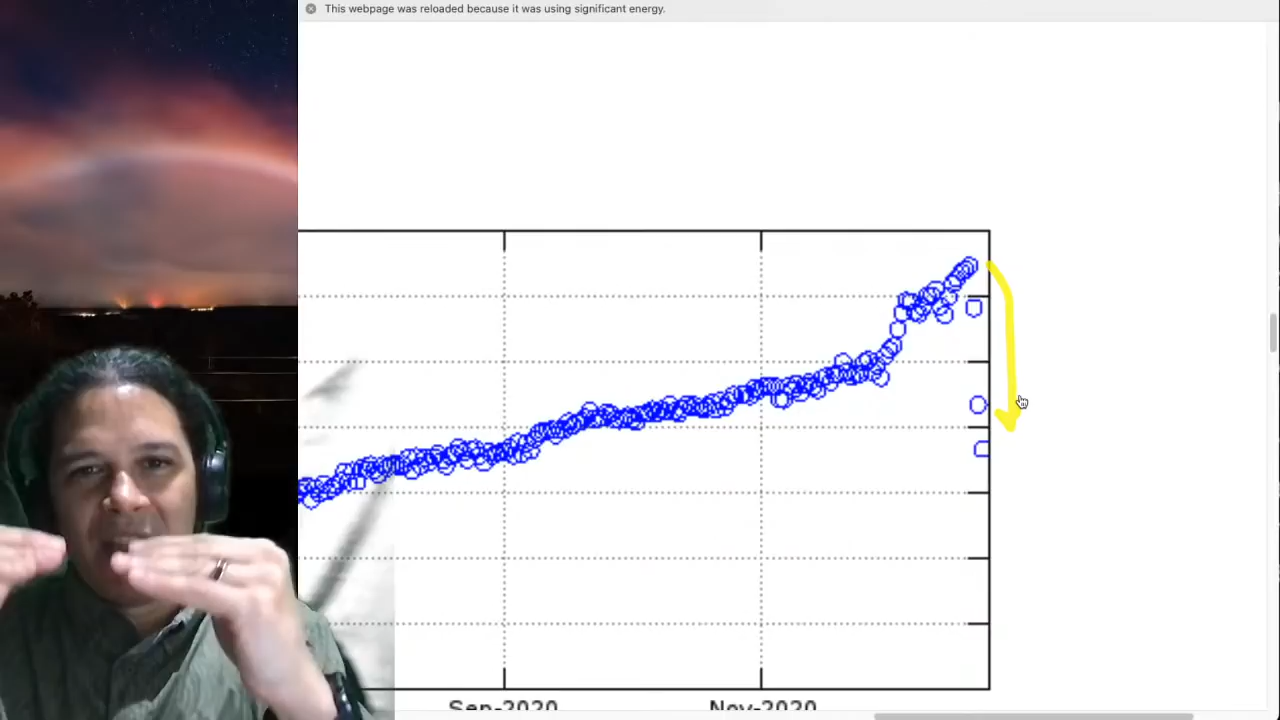 This webpage was reloaded because it was using significant energy.
Sep-2020
Nov-2020